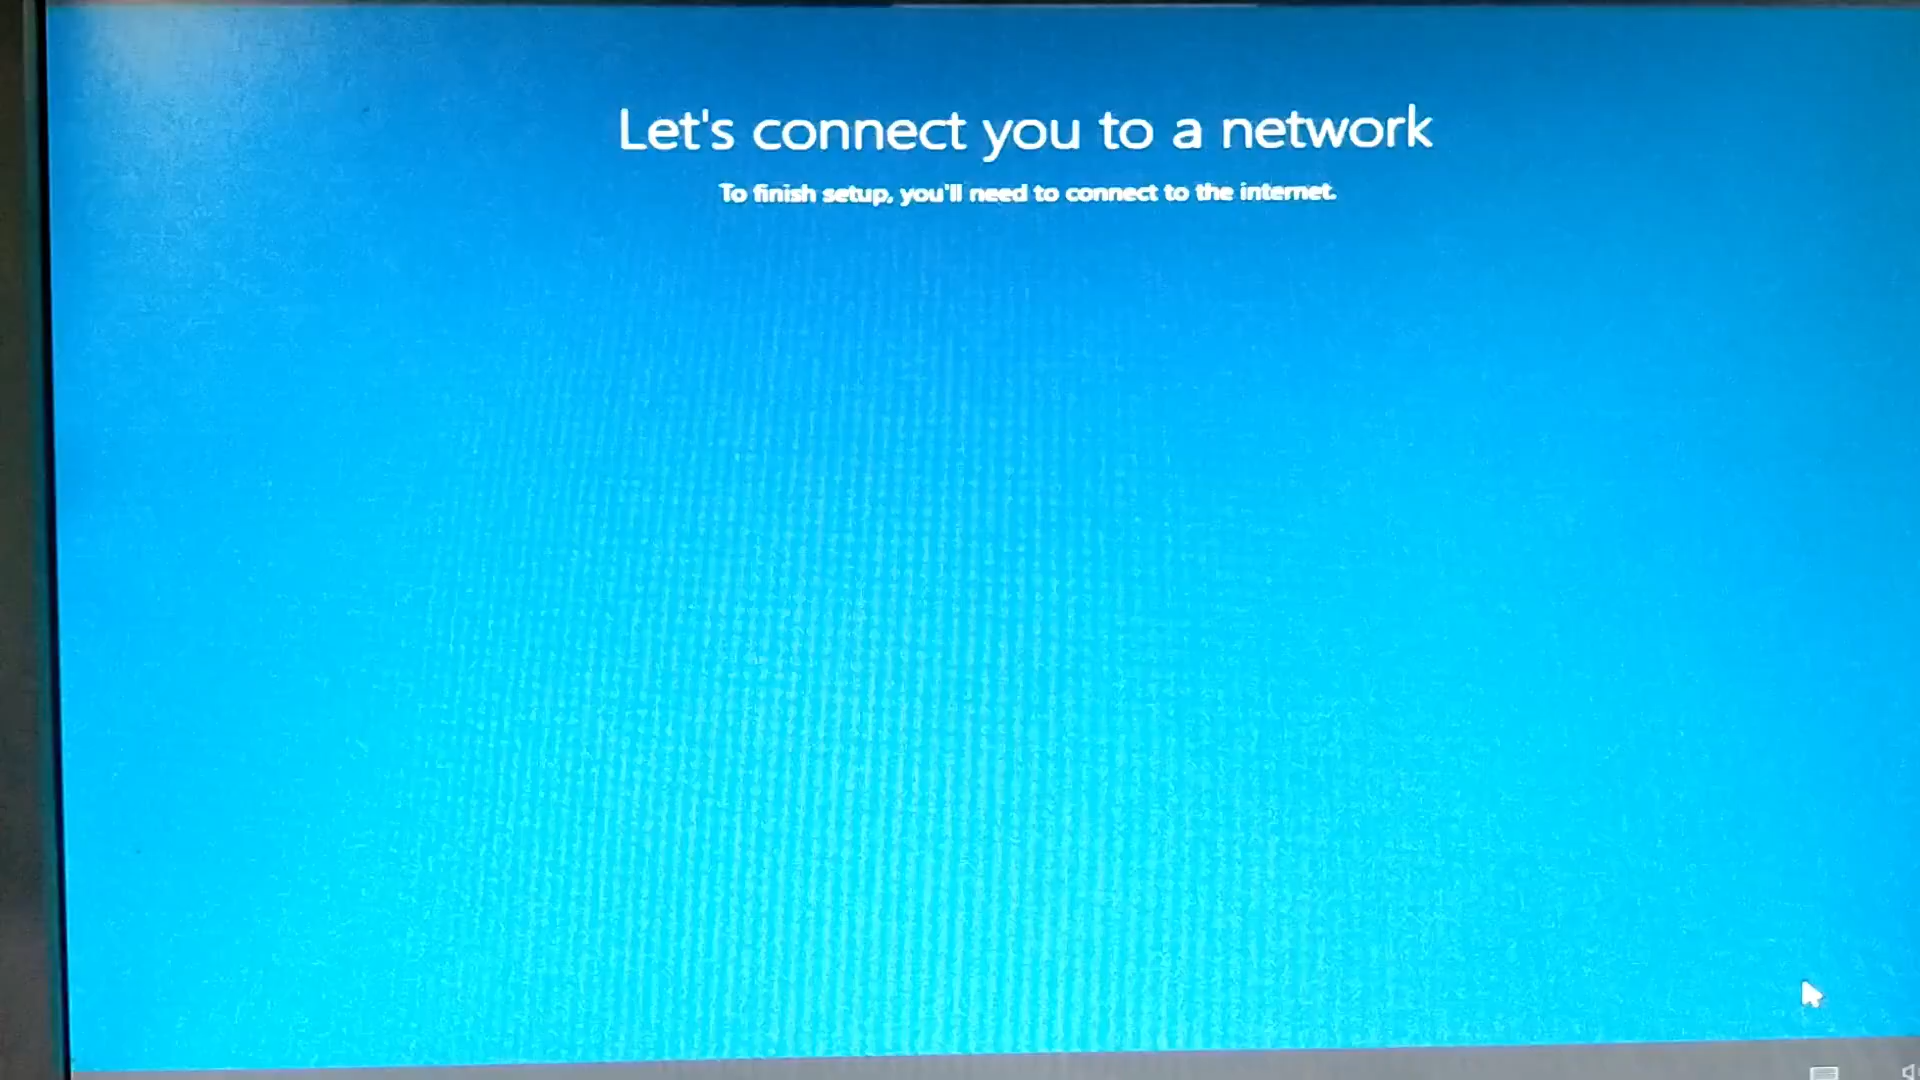 Let's connect you to a network
To finish setup, you'll need to connect to the internet.